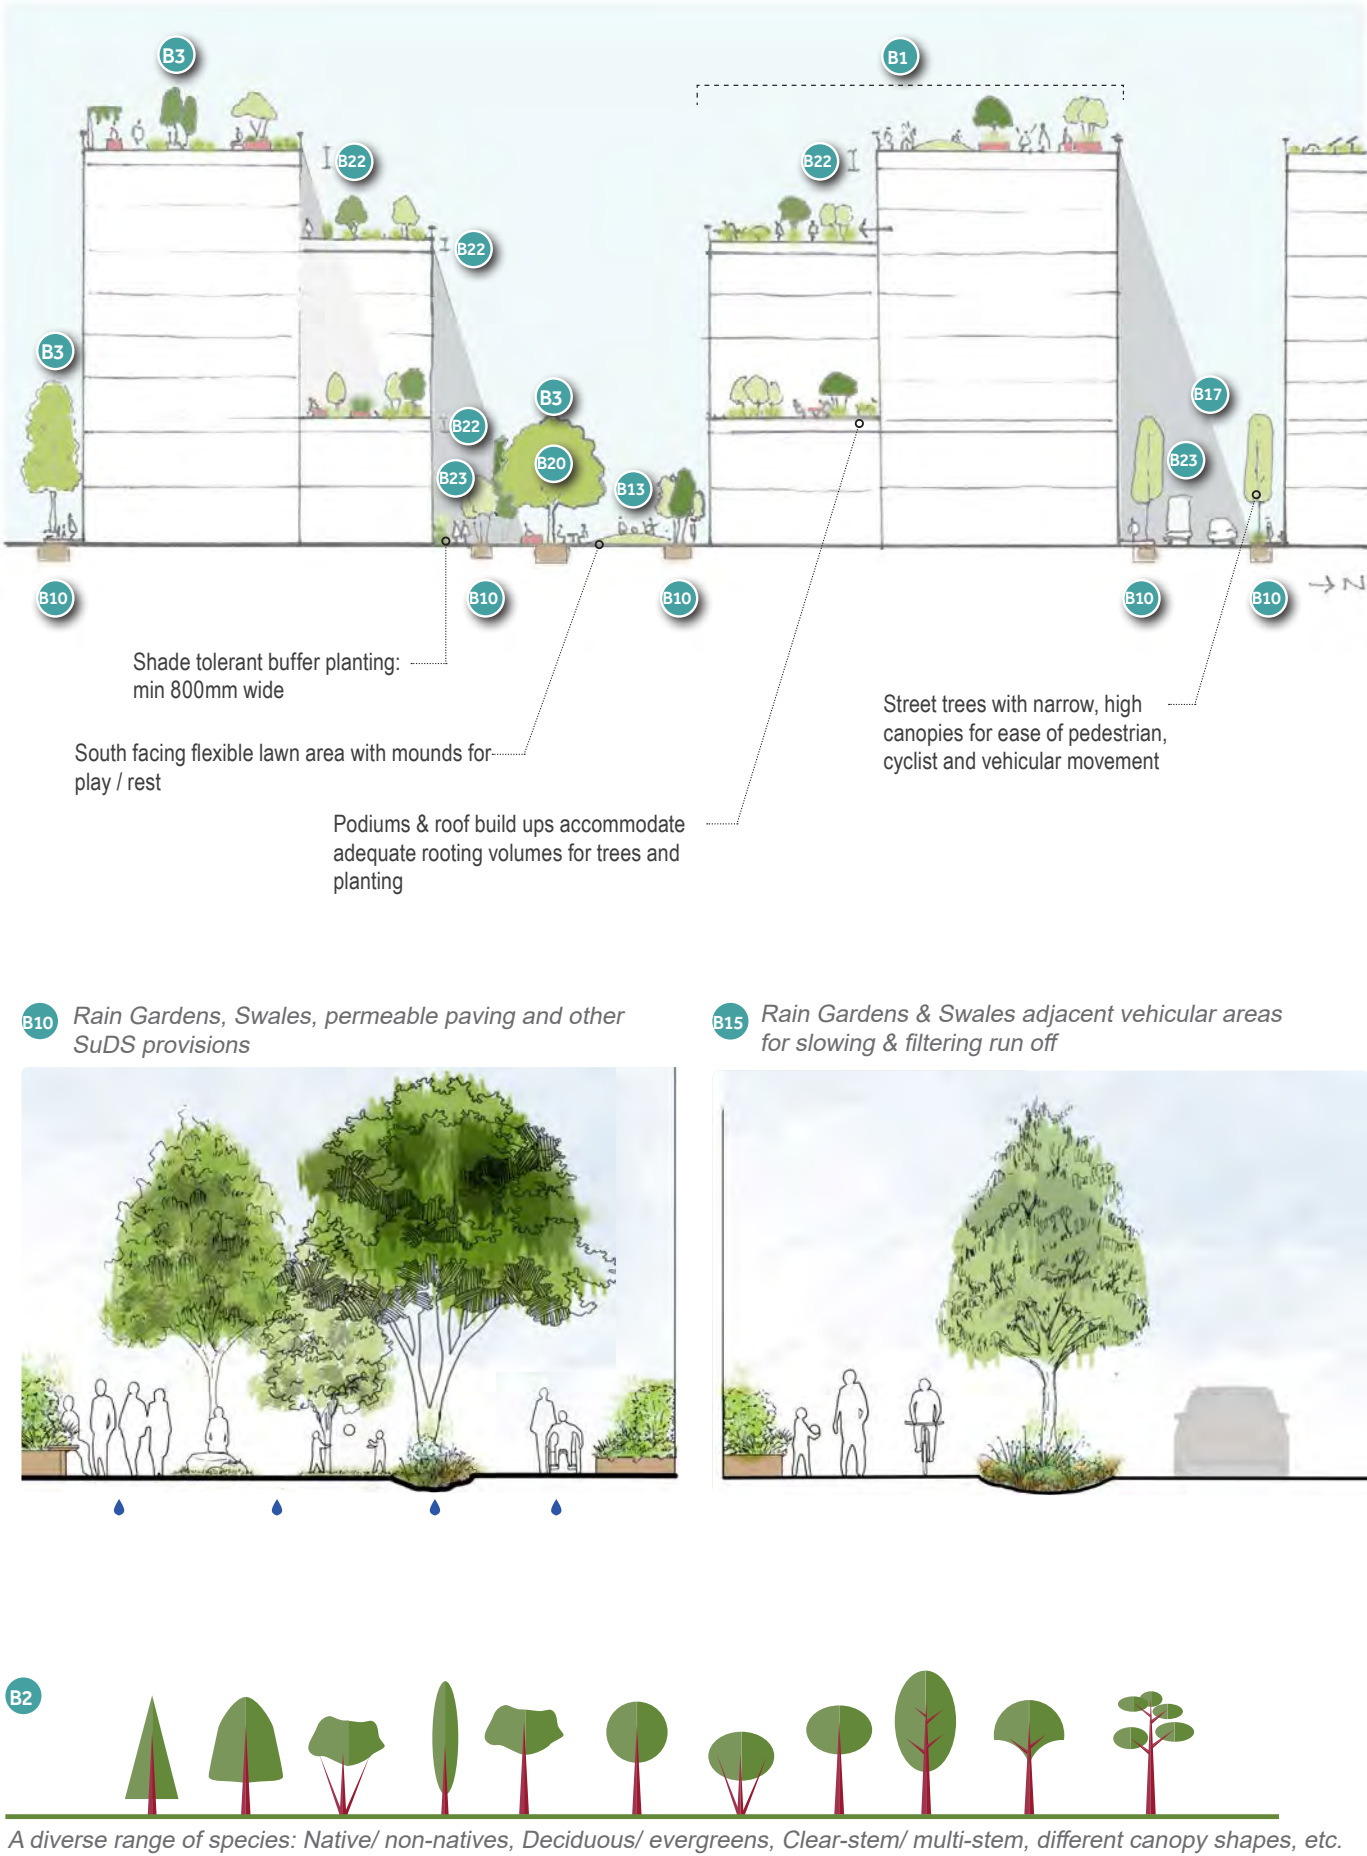 B3
B1
B22
B22
B22
B3
B3
B17
B22
B23
B20
B13
B23
B10
B10
B10
B10
B10
N
Shade tolerant buffer planting:
min 800mm wide
South facing flexible lawn area with mounds for
play / rest
Podiums & roof build ups accommodate
adequate rooting volumes for trees and
planting
Street trees with narrow, high
canopies for ease of pedestrian,
cyclist and vehicular movement
B10 Rain Gardens, Swales, permeable paving and other
SuDS provisions
B15 Rain Gardens & Swales adjacent vehicular areas
for slowing & filtering run off
B2
A diverse range of species: Native/ non-natives, Deciduous/ evergreens, Clear-stem/ multi-stem, different canopy shapes, etc.